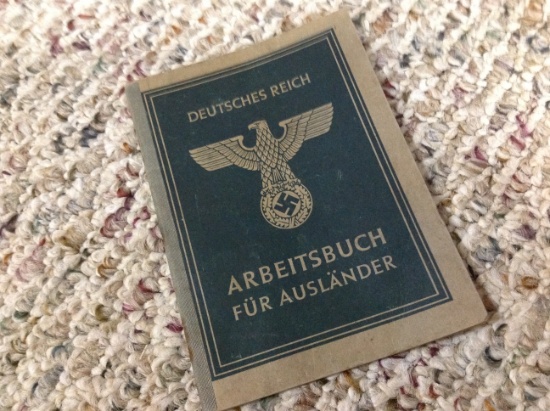 DEUTSCHES REICH
ARBEITSBUCH
FÜR AUSLÄNDER